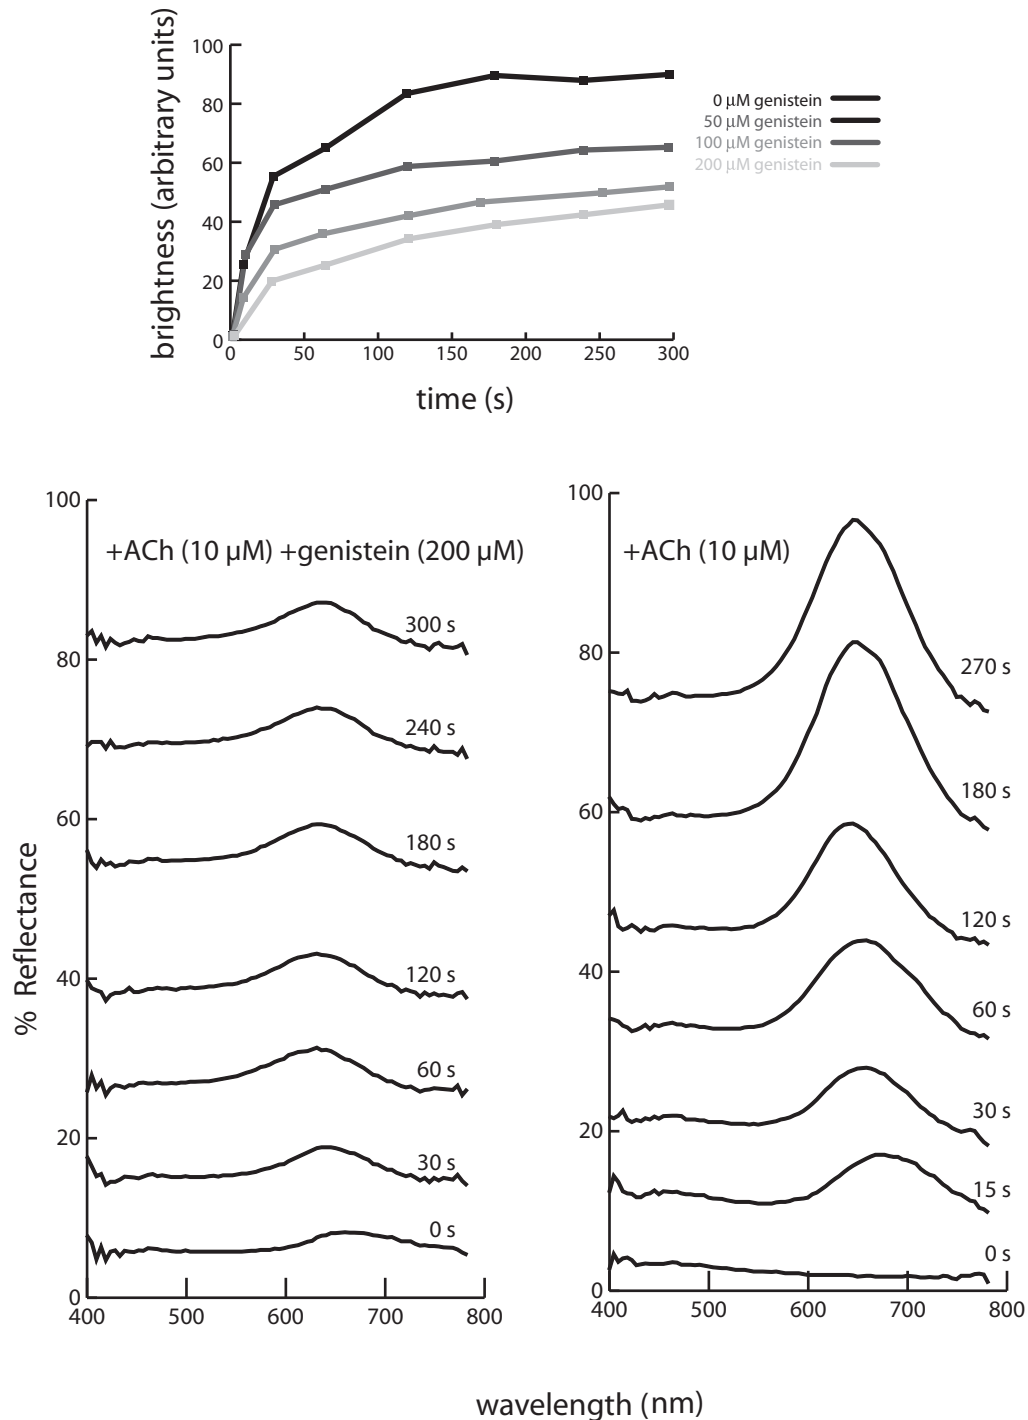 brightness (arbitrary units)
100
80
60
40
20
0
0 50 100 150 200 250 300
time (s)
0 μM genistein
50 μM genistein
100 μM genistein
200 μM genistein
% Reflectance
100
80
60
40
20
0
+ACh (10 μM) +genistein (200 μM)
300 s
240 s
180 s
120 s
60 s
30 s
0 s
400 500 600 700 800
100
80
60
40
20
0
+ACh (10 μM)
270 s
180 s
120 s
60 s
30 s
15 s
0 s
400 500 600 700 800
wavelength (nm)